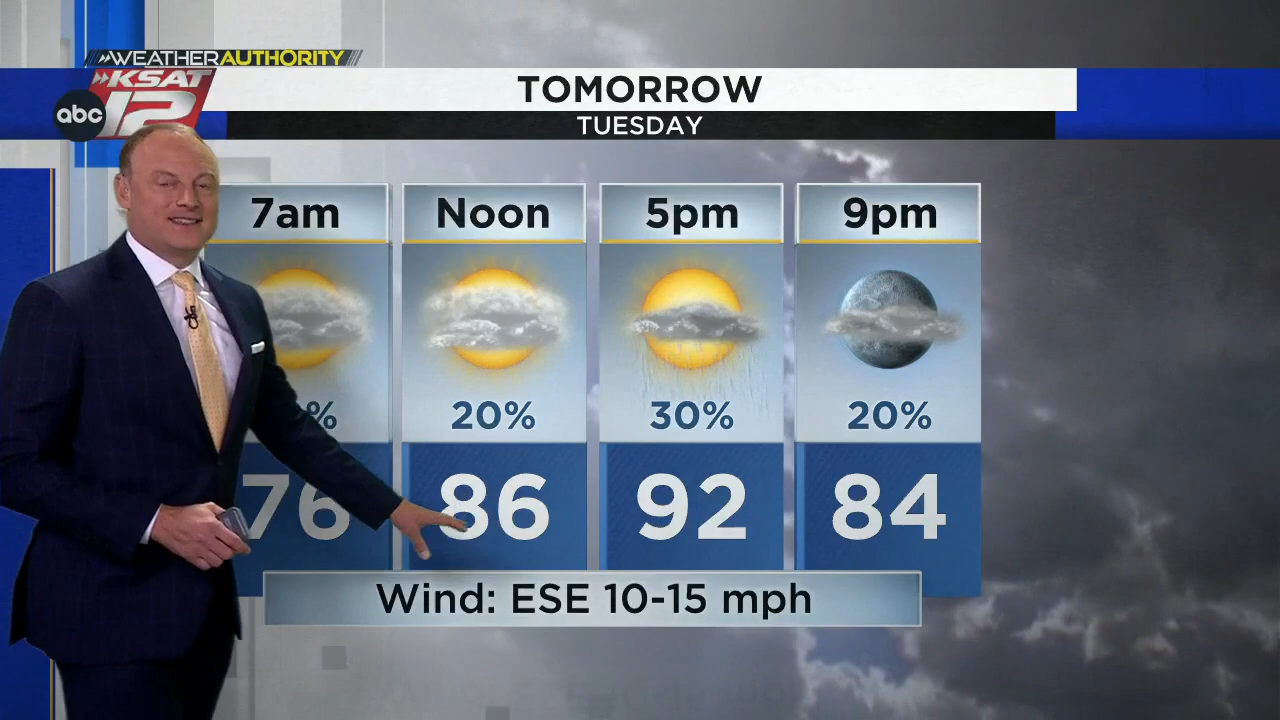 WEATHERAUTHORITY
KSAT
abc 12
TOMORROW
TUESDAY
7am Noon 5pm 9pm
% 20% 30% 20%
76 86 92 84
Wind: ESE 10-15 mph